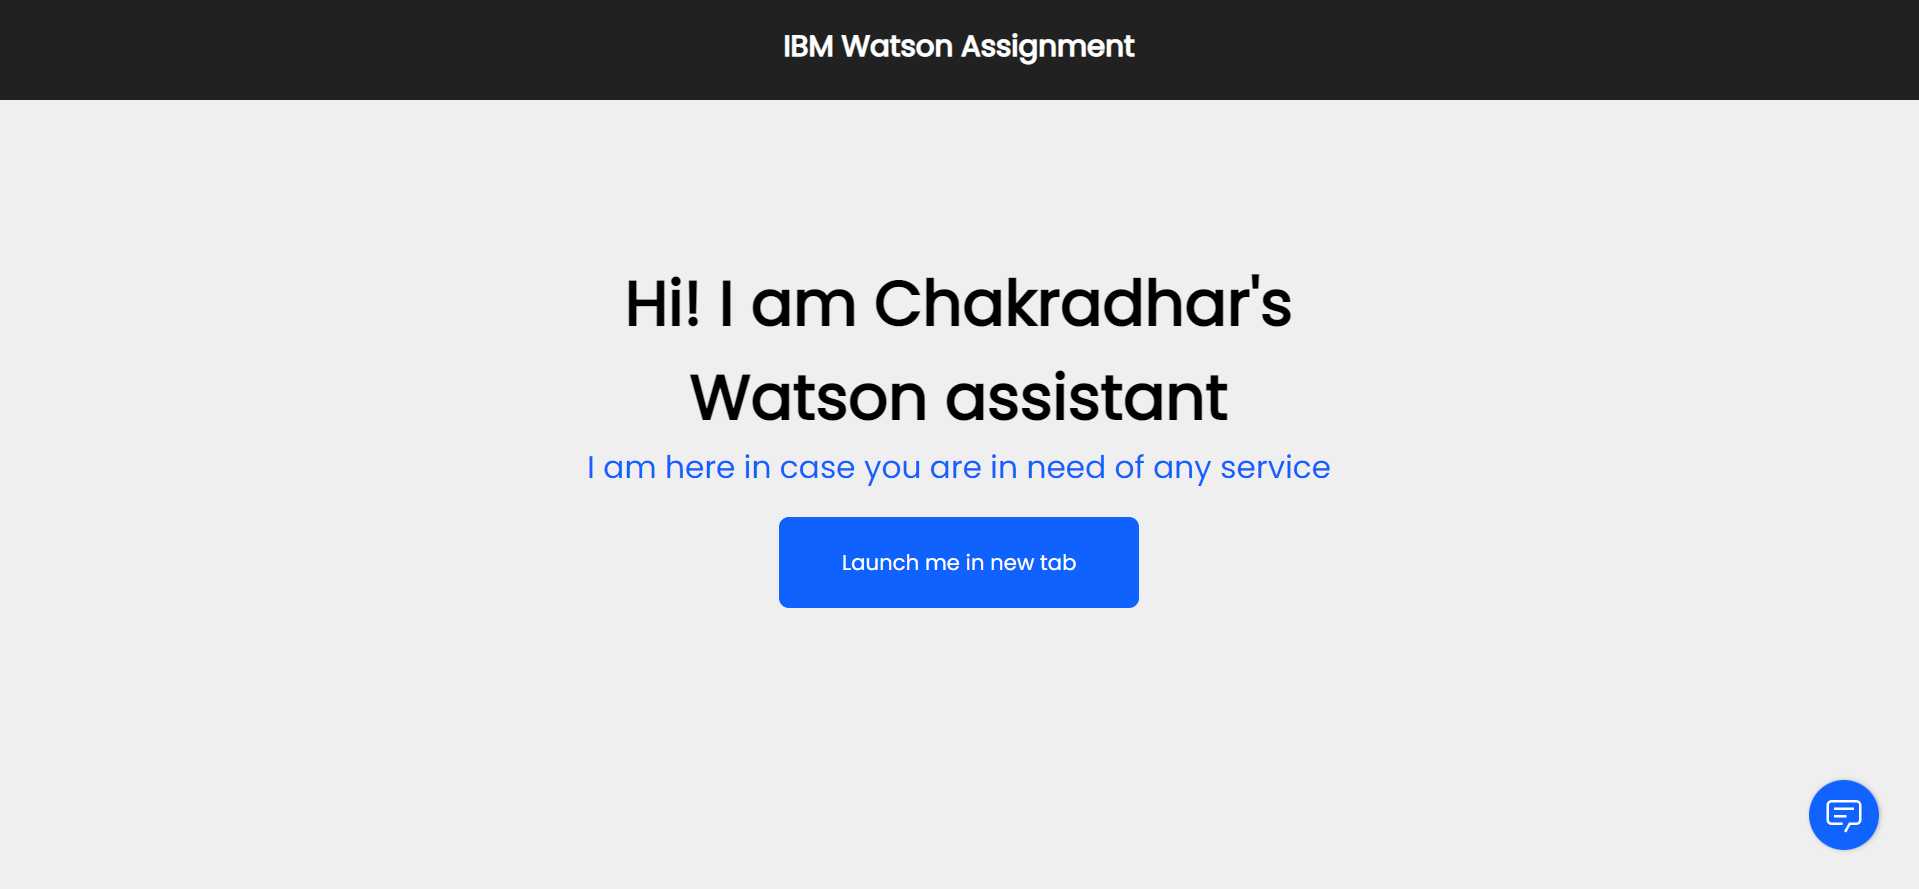 IBM Watson Assignment
Hi! I am Chakradhar's
Watson assistant
I am here in case you are in need of any service
Launch me in new tab